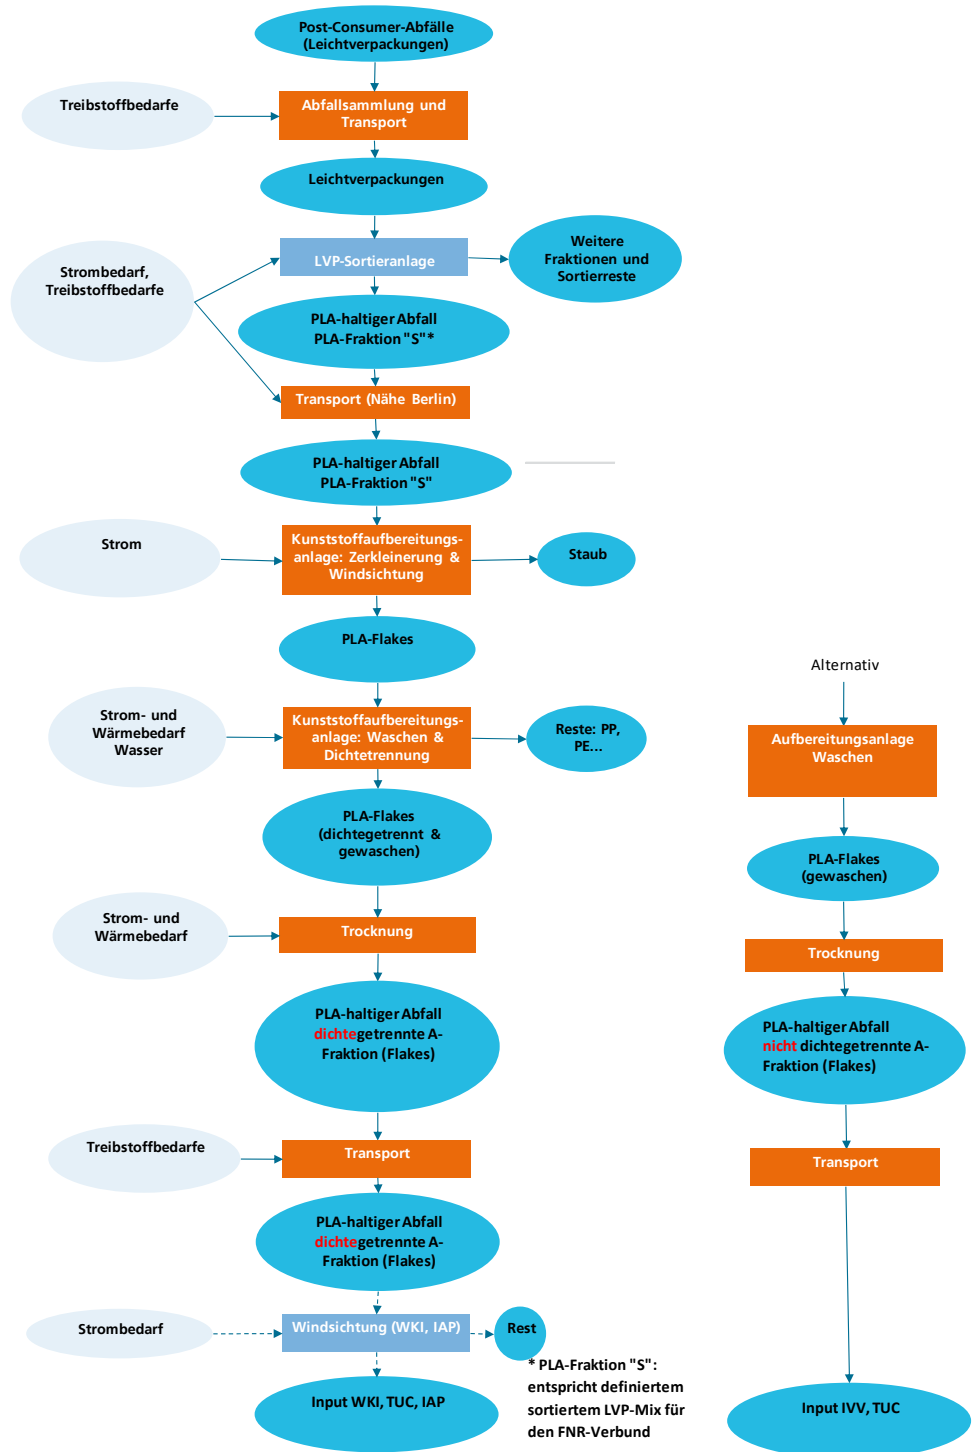 Post-Consumer-Abfälle
(Leichtverpackungen)
Treibstoffbedarfe
Abfallsammlung und
Transport
Leichtverpackungen
Strombedarf,
Treibstoffbedarfe
LVP-Sortieranlage
Weitere
Fraktionen und
Sortierreste
PLA-haltiger Abfall
PLA-Fraktion "S"*
Transport (Nähe Berlin)
PLA-haltiger Abfall
PLA-Fraktion "S"
Strom
Kunststoffaufbereitungs-
anlage: Zerkleinerung &
Windsichtung
Staub
PLA-Flakes
Strom- und
Wärmebedarf
Wasser
Kunststoffaufbereitungs-
anlage: Waschen &
Dichtetrennung
Reste: PP,
PE...
PLA-Flakes
(dichtegetrennt &
gewaschen)
Strom- und
Wärmebedarf
Trocknung
PLA-haltiger Abfall
dichtegetrennte A-
Fraktion (Flakes)
Treibstoffbedarfe
Transport
PLA-haltiger Abfall
dichtegetrennte A-
Fraktion (Flakes)
Strombedarf
Windsichtung (WKI, IAP)
Rest
Input WKI, TUC, IAP
* PLA-Fraktion "S":
entspricht definiertem
sortiertem LVP-Mix für
den FNR-Verbund
Alternativ
Aufbereitungsanlage
Waschen
PLA-Flakes
(gewaschen)
Trocknung
PLA-haltiger Abfall
nicht dichtegetrennte A-
Fraktion (Flakes)
Transport
Input IVV, TUC